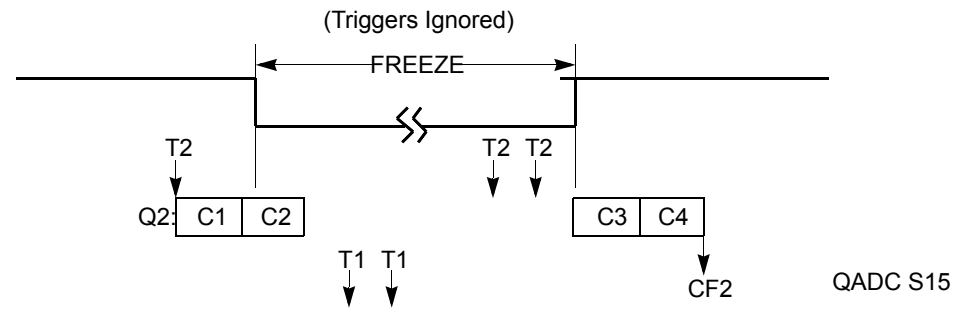 (Triggers Ignored)
FREEZE
T2
T2 T2
Q2: C1 C2 C3 C4
T1 T1
CF2
QADC S15